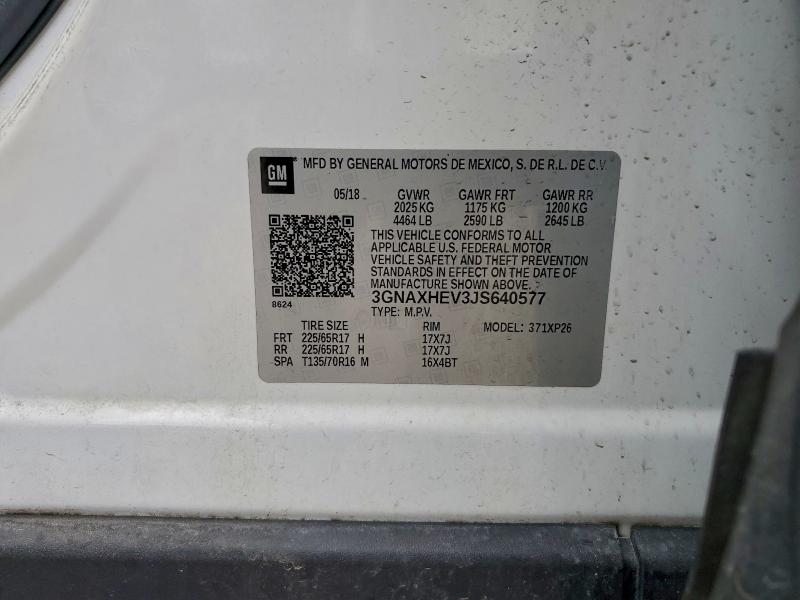 GM MFD BY GENERAL MOTORS DE MEXICO, S. DE R.L. DE C.V
05/18 GVWR GAWR FRT GAWR RR
2025 KG 1175 KG 1200 KG
4464 LB 2590 LB 2645 LB
THIS VEHICLE CONFORMS TO ALL
APPLICABLE U.S. FEDERAL MOTOR
VEHICLE SAFETY AND THEFT PREVENTION
STANDARDS IN EFFECT ON THE DATE OF
MANUFACTURE SHOWN ABOVE.
8624 3GNAXHEV3JS640577
TYPE: M.P.V.
TIRE SIZE RIM MODEL: 371XP26
FRT 225/65R17 H 17X7J
RR 225/65R17 H 17X7J
SPA T135/70R16 M 16X4BT